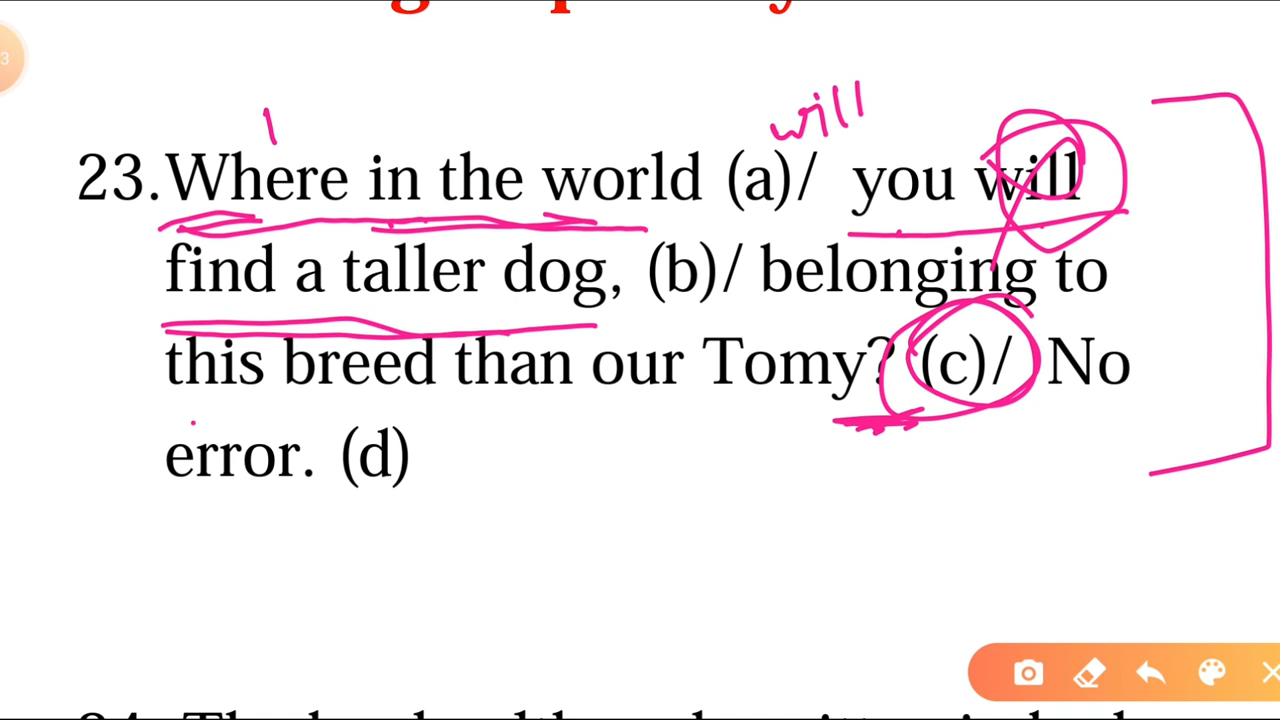 will
23.Where in the world (a)/ you will
find a taller dog, (b)/ belonging to
this breed than our Tomy? (c)/ No
error. (d)